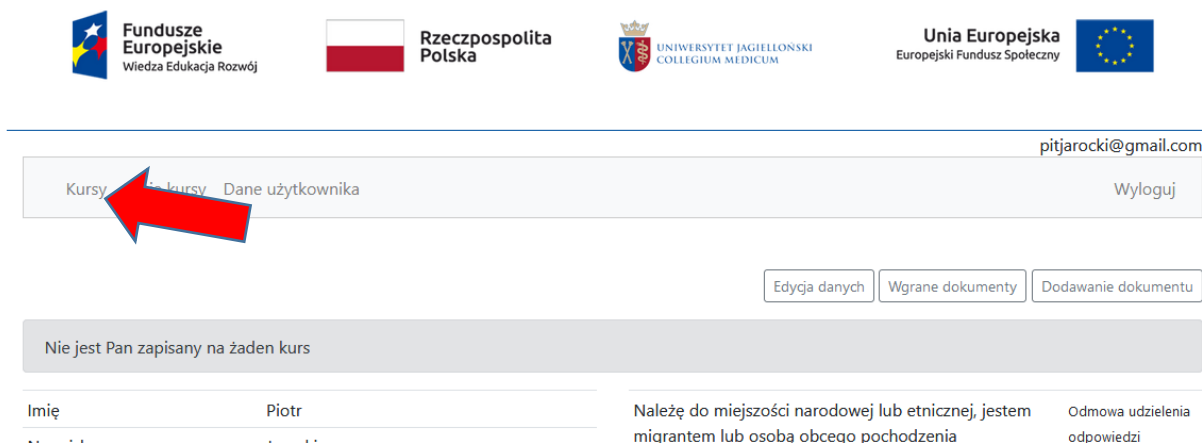 Fundusze
Europejskie
Wiedza Edukacja Rozwój
Rzeczpospolita
Polska
UNIWERSYTET JAGIELLOŃSKI
COLLEGIUM MEDICUM
Unia Europejska
Europejski Fundusz Społeczny
pitjarocki@gmail.com
Kursy kursy Dane użytkownika Wyloguj
Edycja danych Wgrane dokumenty Dodawanie dokumentu
Nie jest Pan zapisany na żaden kurs
Imię Piotr
Należę do miejszości narodowej lub etnicznej, jestem
migrantem lub osobą obcego pochodzenia
Odmowa udzielenia
odpowiedzi